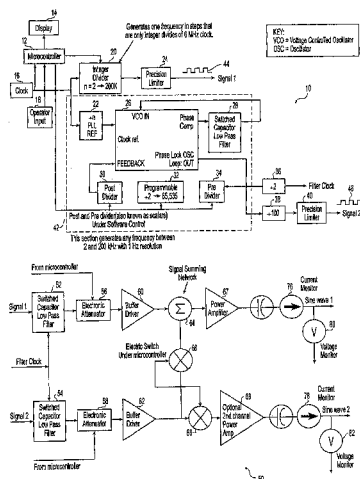 14
Display
12
Microcontroller
16
Clock
18
Operator Input
Generates one frequency in steps that are only integer divides of 6 MHz clock.
20
Integer Divider n = 2 → 200K
24
Precision Limiter
44
Signal 1
KEY:
VCO = Voltage Controlled Oscillator
OSC = Oscillator
10
22
÷n PLL REF
26
VCO IN
Phase Comp
Clock ref.
Phase Lock OSC
Loop: OUT
FEEDBACK
28
Switched Capacitor Low Pass Filter
30
Post Divider
32
Programmable ÷2 → 65,535
34
Pre Divider
36
÷2
Filter Clock
38
÷100
40
Precision Limiter
46
Signal 2
42
Post and Pre divider(also known as scalers) Under Software Control
This section generates any frequency between 2 and 200 kHz with 1 Hz resolution
From microcontroller
52
Signal 1
Switched Capacitor Low Pass Filter
56
Electronic Attenuator
60
Buffer Driver
Signal Summing Network
Σ
64
67
Power Amplifier
Current Monitor
76
Sine wave 1
V
80
Voltage Monitor
Filter Clock
Electric Switch Under microcontroller
66
54
Signal 2
Switched Capacitor Low Pass Filter
58
Electronic Attenuator
62
Buffer Driver
68
69
Optional 2nd channel Power Amp
Current Monitor
78
Sine wave 2
V
82
Voltage Monitor
From microcontroller
50